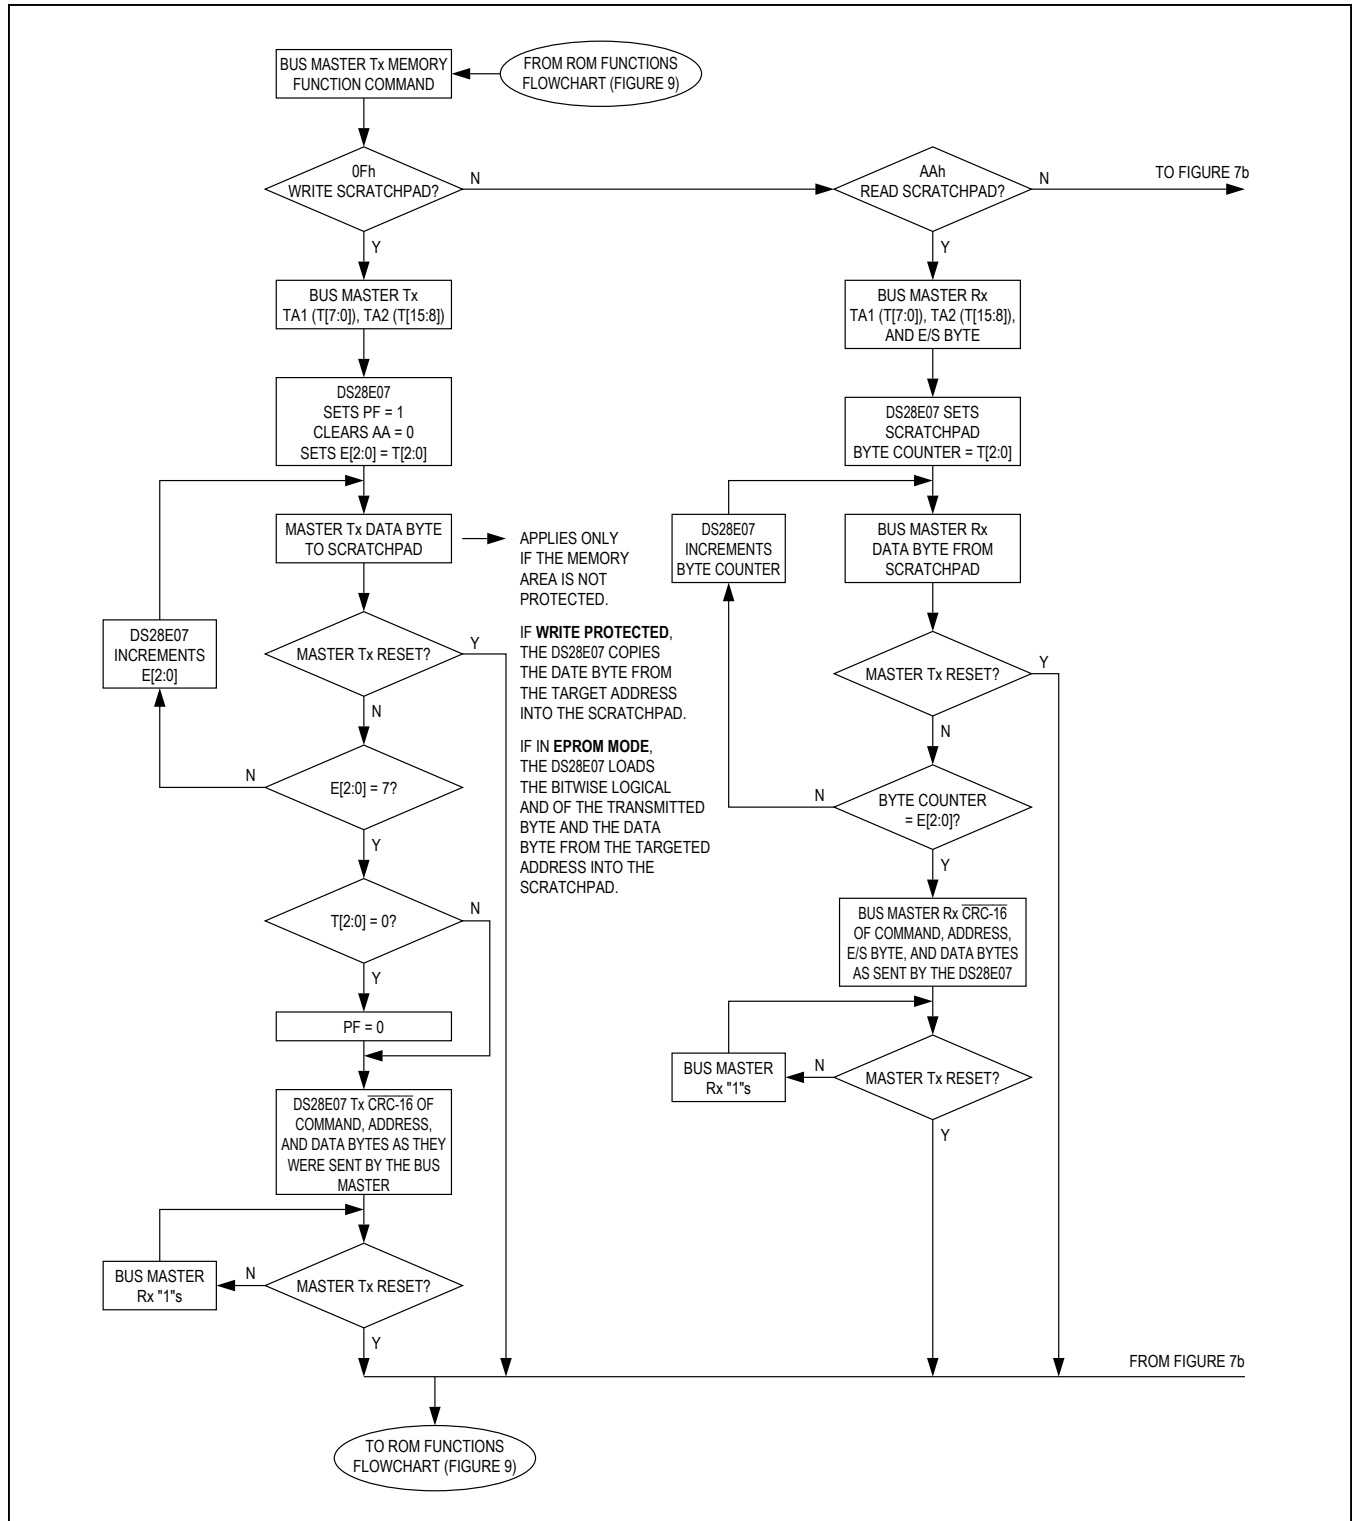 BUS MASTER Tx MEMORY
FUNCTION COMMAND
FROM ROM FUNCTIONS
FLOWCHART (FIGURE 9)
0Fh
WRITE SCRATCHPAD?
N
Y
AAh
READ SCRATCHPAD?
N
Y
TO FIGURE 7b
BUS MASTER Tx
TA1 (T[7:0]), TA2 (T[15:8])
DS28E07
SETS PF = 1
CLEARS AA = 0
SETS E[2:0] = T[2:0]
MASTER Tx DATA BYTE
TO SCRATCHPAD
APPLIES ONLY
IF THE MEMORY
AREA IS NOT
PROTECTED.
IF WRITE PROTECTED,
THE DS28E07 COPIES
THE DATE BYTE FROM
THE TARGET ADDRESS
INTO THE SCRATCHPAD.
IF IN EPROM MODE,
THE DS28E07 LOADS
THE BITWISE LOGICAL
AND OF THE TRANSMITTED
BYTE AND THE DATA
BYTE FROM THE TARGETED
ADDRESS INTO THE
SCRATCHPAD.
DS28E07
INCREMENTS
E[2:0]
MASTER Tx RESET?
Y
N
E[2:0] = 7?
N
Y
T[2:0] = 0?
N
Y
PF = 0
DS28E07 Tx CRC-16 OF
COMMAND, ADDRESS,
AND DATA BYTES AS THEY
WERE SENT BY THE BUS
MASTER
BUS MASTER
Rx "1"s
N
MASTER Tx RESET?
Y
BUS MASTER Rx
TA1 (T[7:0]), TA2 (T[15:8]),
AND E/S BYTE
DS28E07 SETS
SCRATCHPAD
BYTE COUNTER = T[2:0]
DS28E07
INCREMENTS
BYTE COUNTER
BUS MASTER Rx
DATA BYTE FROM
SCRATCHPAD
MASTER Tx RESET?
Y
N
BYTE COUNTER
= E[2:0]?
N
Y
BUS MASTER Rx CRC-16
OF COMMAND, ADDRESS,
E/S BYTE, AND DATA BYTES
AS SENT BY THE DS28E07
BUS MASTER
Rx "1"s
N
MASTER Tx RESET?
Y
FROM FIGURE 7b
TO ROM FUNCTIONS
FLOWCHART (FIGURE 9)